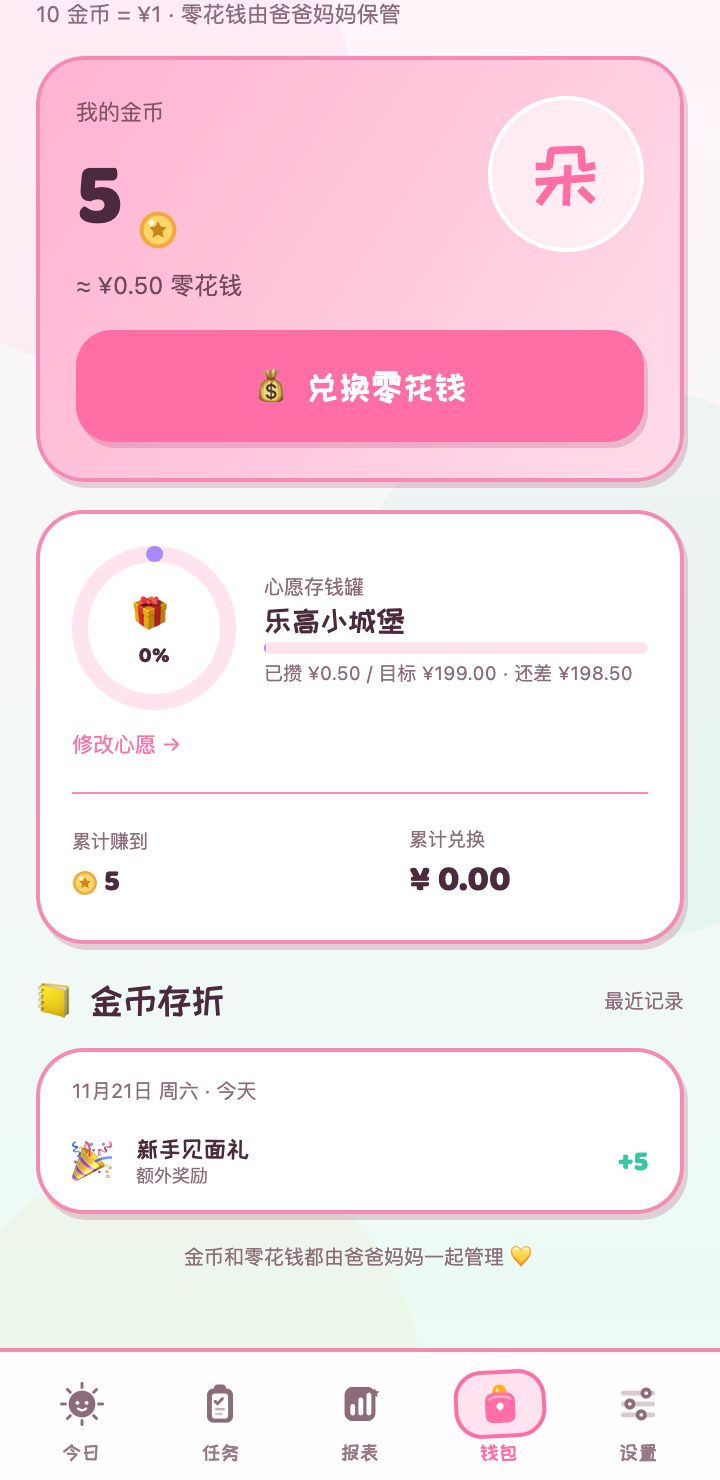 10 金币 = ¥1 · 零花钱由爸爸妈妈保管
我的金币
朵
5
≈ ¥0.50 零花钱
兑换零花钱
心愿存钱罐
乐高小城堡
0%
已攒 ¥0.50 / 目标 ¥199.00 · 还差 ¥198.50
修改心愿 →
累计赚到
累计兑换
5
¥ 0.00
金币存折
最近记录
11月21日 周六 · 今天
新手见面礼
额外奖励
+5
金币和零花钱都由爸爸妈妈一起管理 💛
今日
任务
报表
钱包
设置